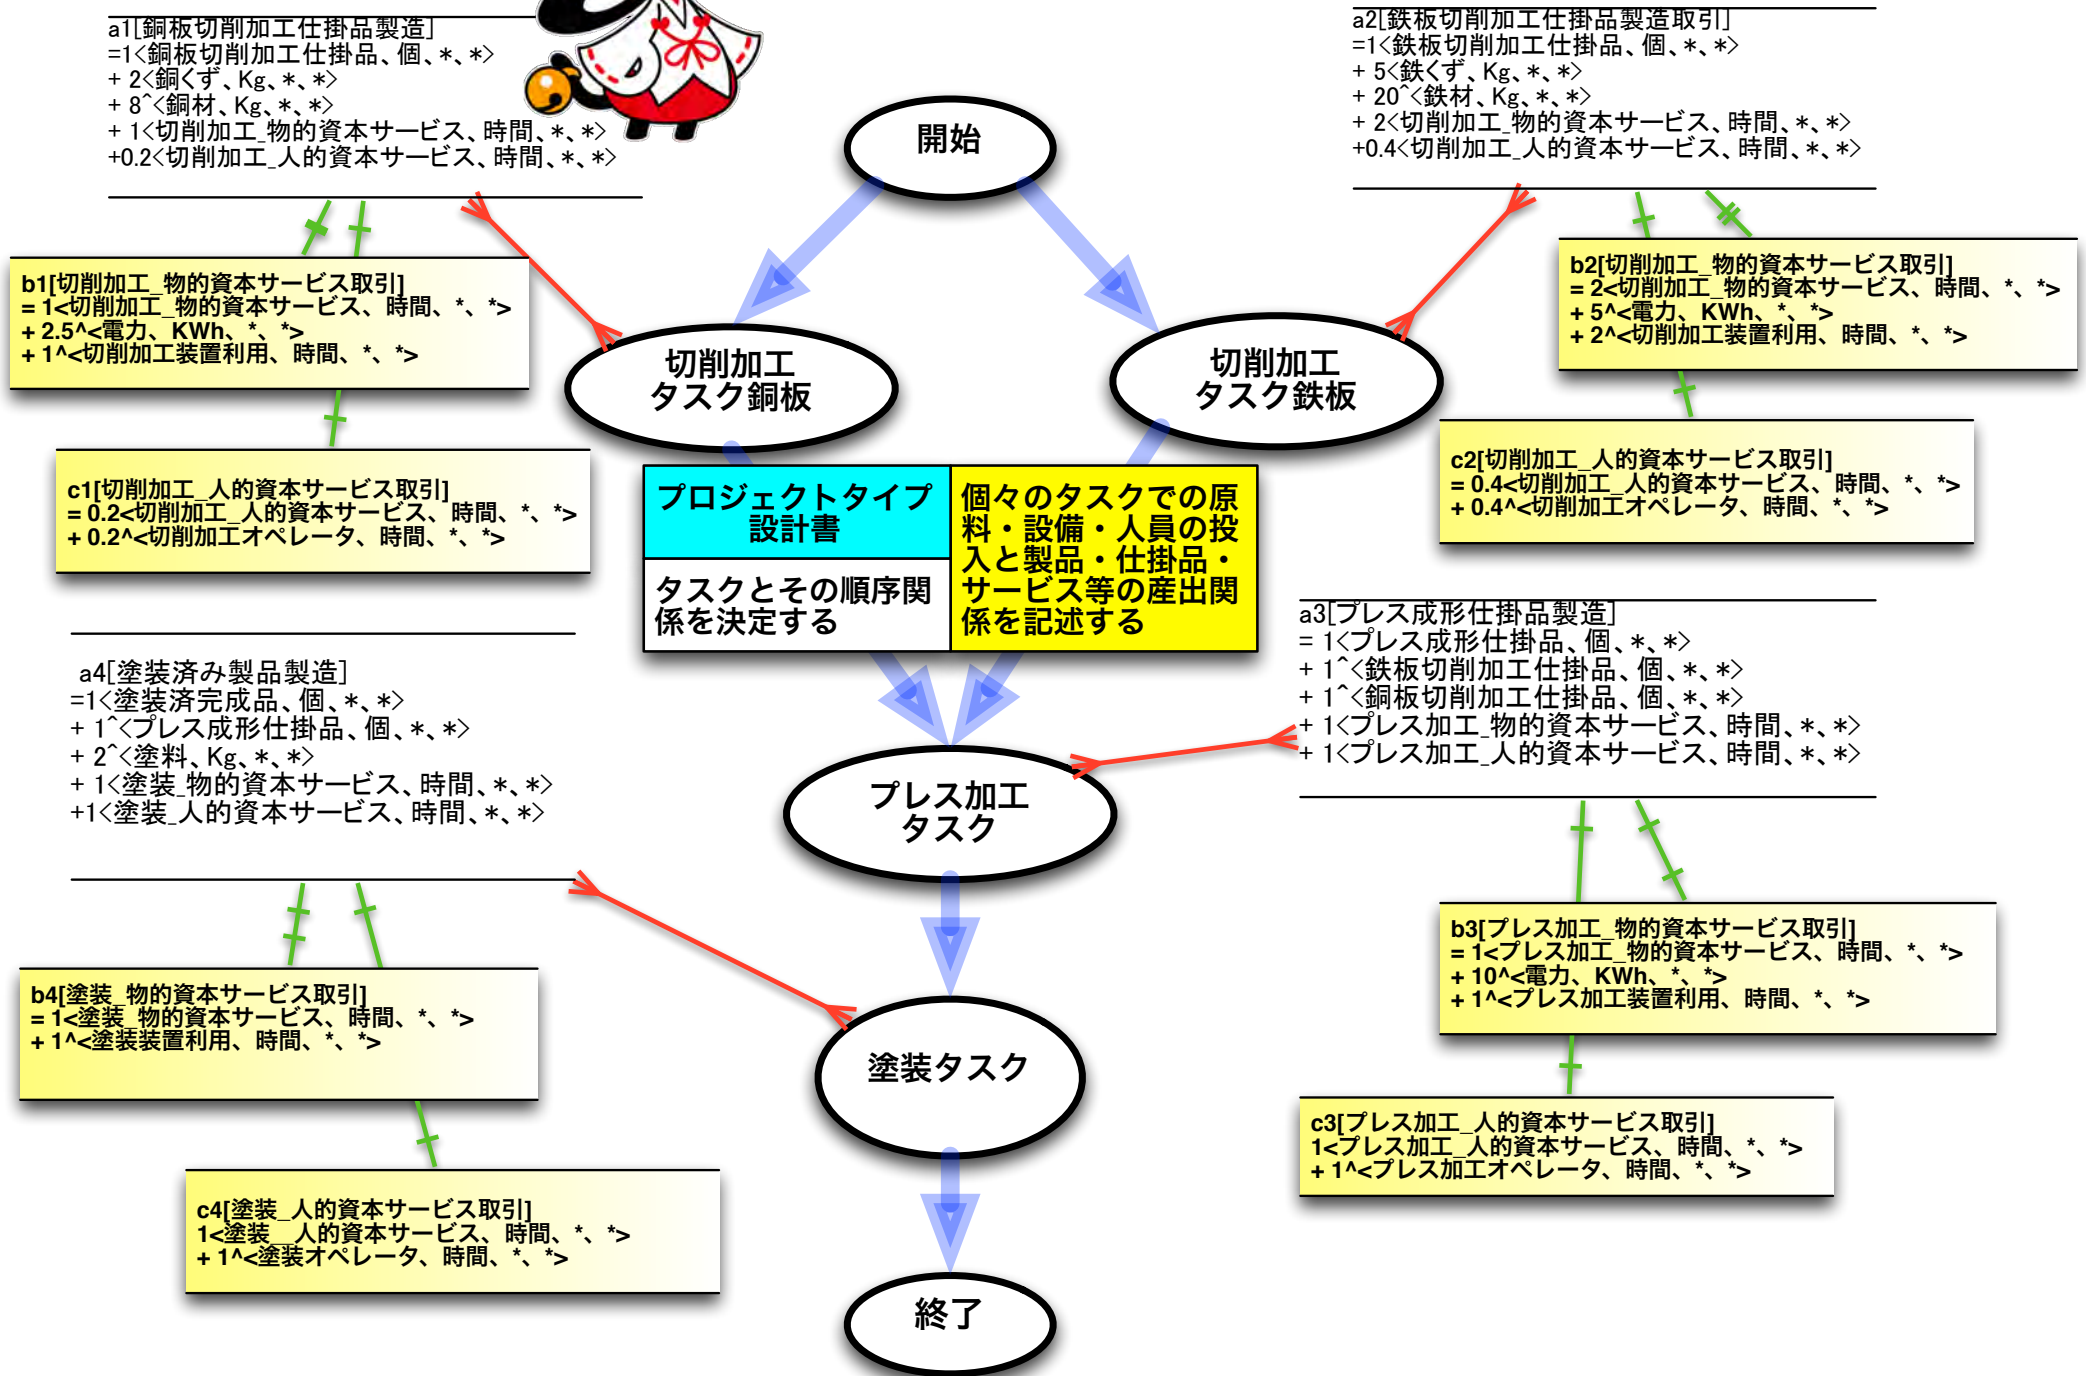 a1[銅板切削加工仕掛品製造]
=1<銅板切削加工仕掛品、個、*、*>
+ 2<銅くず、Kg、*、*>
+ 8^<銅材、Kg、*、*>
+ 1<切削加工_物的資本サービス、時間、*、*>
+0.2<切削加工_人的資本サービス、時間、*、*>
a2[鉄板切削加工仕掛品製造取引]
=1<鉄板切削加工仕掛品、個、*、*>
+ 5<鉄くず、Kg、*、*>
+ 20^<鉄材、Kg、*、*>
+ 2<切削加工_物的資本サービス、時間、*、*>
+0.4<切削加工_人的資本サービス、時間、*、*>
開始
b1[切削加工_物的資本サービス取引]
= 1<切削加工_物的資本サービス、時間、*、*>
+ 2.5^<電力、KWh、*、*>
+ 1^<切削加工装置利用、時間、*、*>
b2[切削加工_物的資本サービス取引]
= 2<切削加工_物的資本サービス、時間、*、*>
+ 5^<電力、KWh、*、*>
+ 2^<切削加工装置利用、時間、*、*>
切削加工
タスク銅板
切削加工
タスク鉄板
c1[切削加工_人的資本サービス取引]
= 0.2<切削加工_人的資本サービス、時間、*、*>
+ 0.2^<切削加工オペレータ、時間、*、*>
c2[切削加工_人的資本サービス取引]
= 0.4<切削加工_人的資本サービス、時間、*、*>
+ 0.4^<切削加工オペレータ、時間、*、*>
プロジェクトタイプ
設計書
タスクとその順序関
係を決定する
個々のタスクでの原
料・設備・人員の投
入と製品・仕掛品・
サービス等の産出関
係を記述する
a4[塗装済み製品製造]
=1<塗装済完成品、個、*、*>
+ 1^<プレス成形仕掛品、個、*、*>
+ 2^<塗料、Kg、*、*>
+ 1<塗装_物的資本サービス、時間、*、*>
+1<塗装_人的資本サービス、時間、*、*>
a3[プレス成形仕掛品製造]
= 1<プレス成形仕掛品、個、*、*>
+ 1^<鉄板切削加工仕掛品、個、*、*>
+ 1^<銅板切削加工仕掛品、個、*、*>
+ 1<プレス加工_物的資本サービス、時間、*、*>
+ 1<プレス加工_人的資本サービス、時間、*、*>
プレス加工
タスク
b4[塗装_物的資本サービス取引]
= 1<塗装_物的資本サービス、時間、*、*>
+ 1^<塗装装置利用、時間、*、*>
b3[プレス加工_物的資本サービス取引]
= 1<プレス加工_物的資本サービス、時間、*、*>
+ 10^<電力、KWh、*、*>
+ 1^<プレス加工装置利用、時間、*、*>
塗装タスク
c4[塗装_人的資本サービス取引]
1<塗装__人的資本サービス、時間、*、*>
+ 1^<塗装オペレータ、時間、*、*>
c3[プレス加工_人的資本サービス取引]
1<プレス加工_人的資本サービス、時間、*、*>
+ 1^<プレス加工オペレータ、時間、*、*>
終了